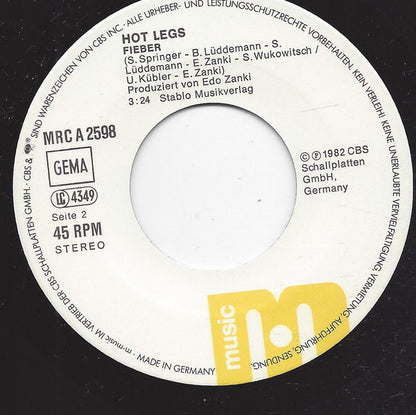 HOT LEGS
FIEBER
(S. Springer - B. Lüddemann - S.
Lüddemann - E. Zanki - S. Wukowitsch /
U. Kübler - E. Zanki)
Produziert von Edo Zanki
3:24 Stablo Musikverlag
MRC A 2598
GEMA
LC 4349
Seite 2
45 RPM
STEREO
© ℗ 1982 CBS
Schallplatten
GmbH,
Germany
music
m
SIND WARENZEICHEN VON CBS INC. · ALLE URHEBER- UND LEISTUNGSSCHUTZRECHTE VORBEHALTEN. KEIN VERLEIH! KEINE UNERLAUBTE VERVIELFÄLTIGUNG, VERMIETUNG, AUFFÜHRUNG, SENDUNG.
MADE IN GERMANY · m-music IM VERTRIEB DER CBS SCHALLPLATTEN GMBH. · CBS &